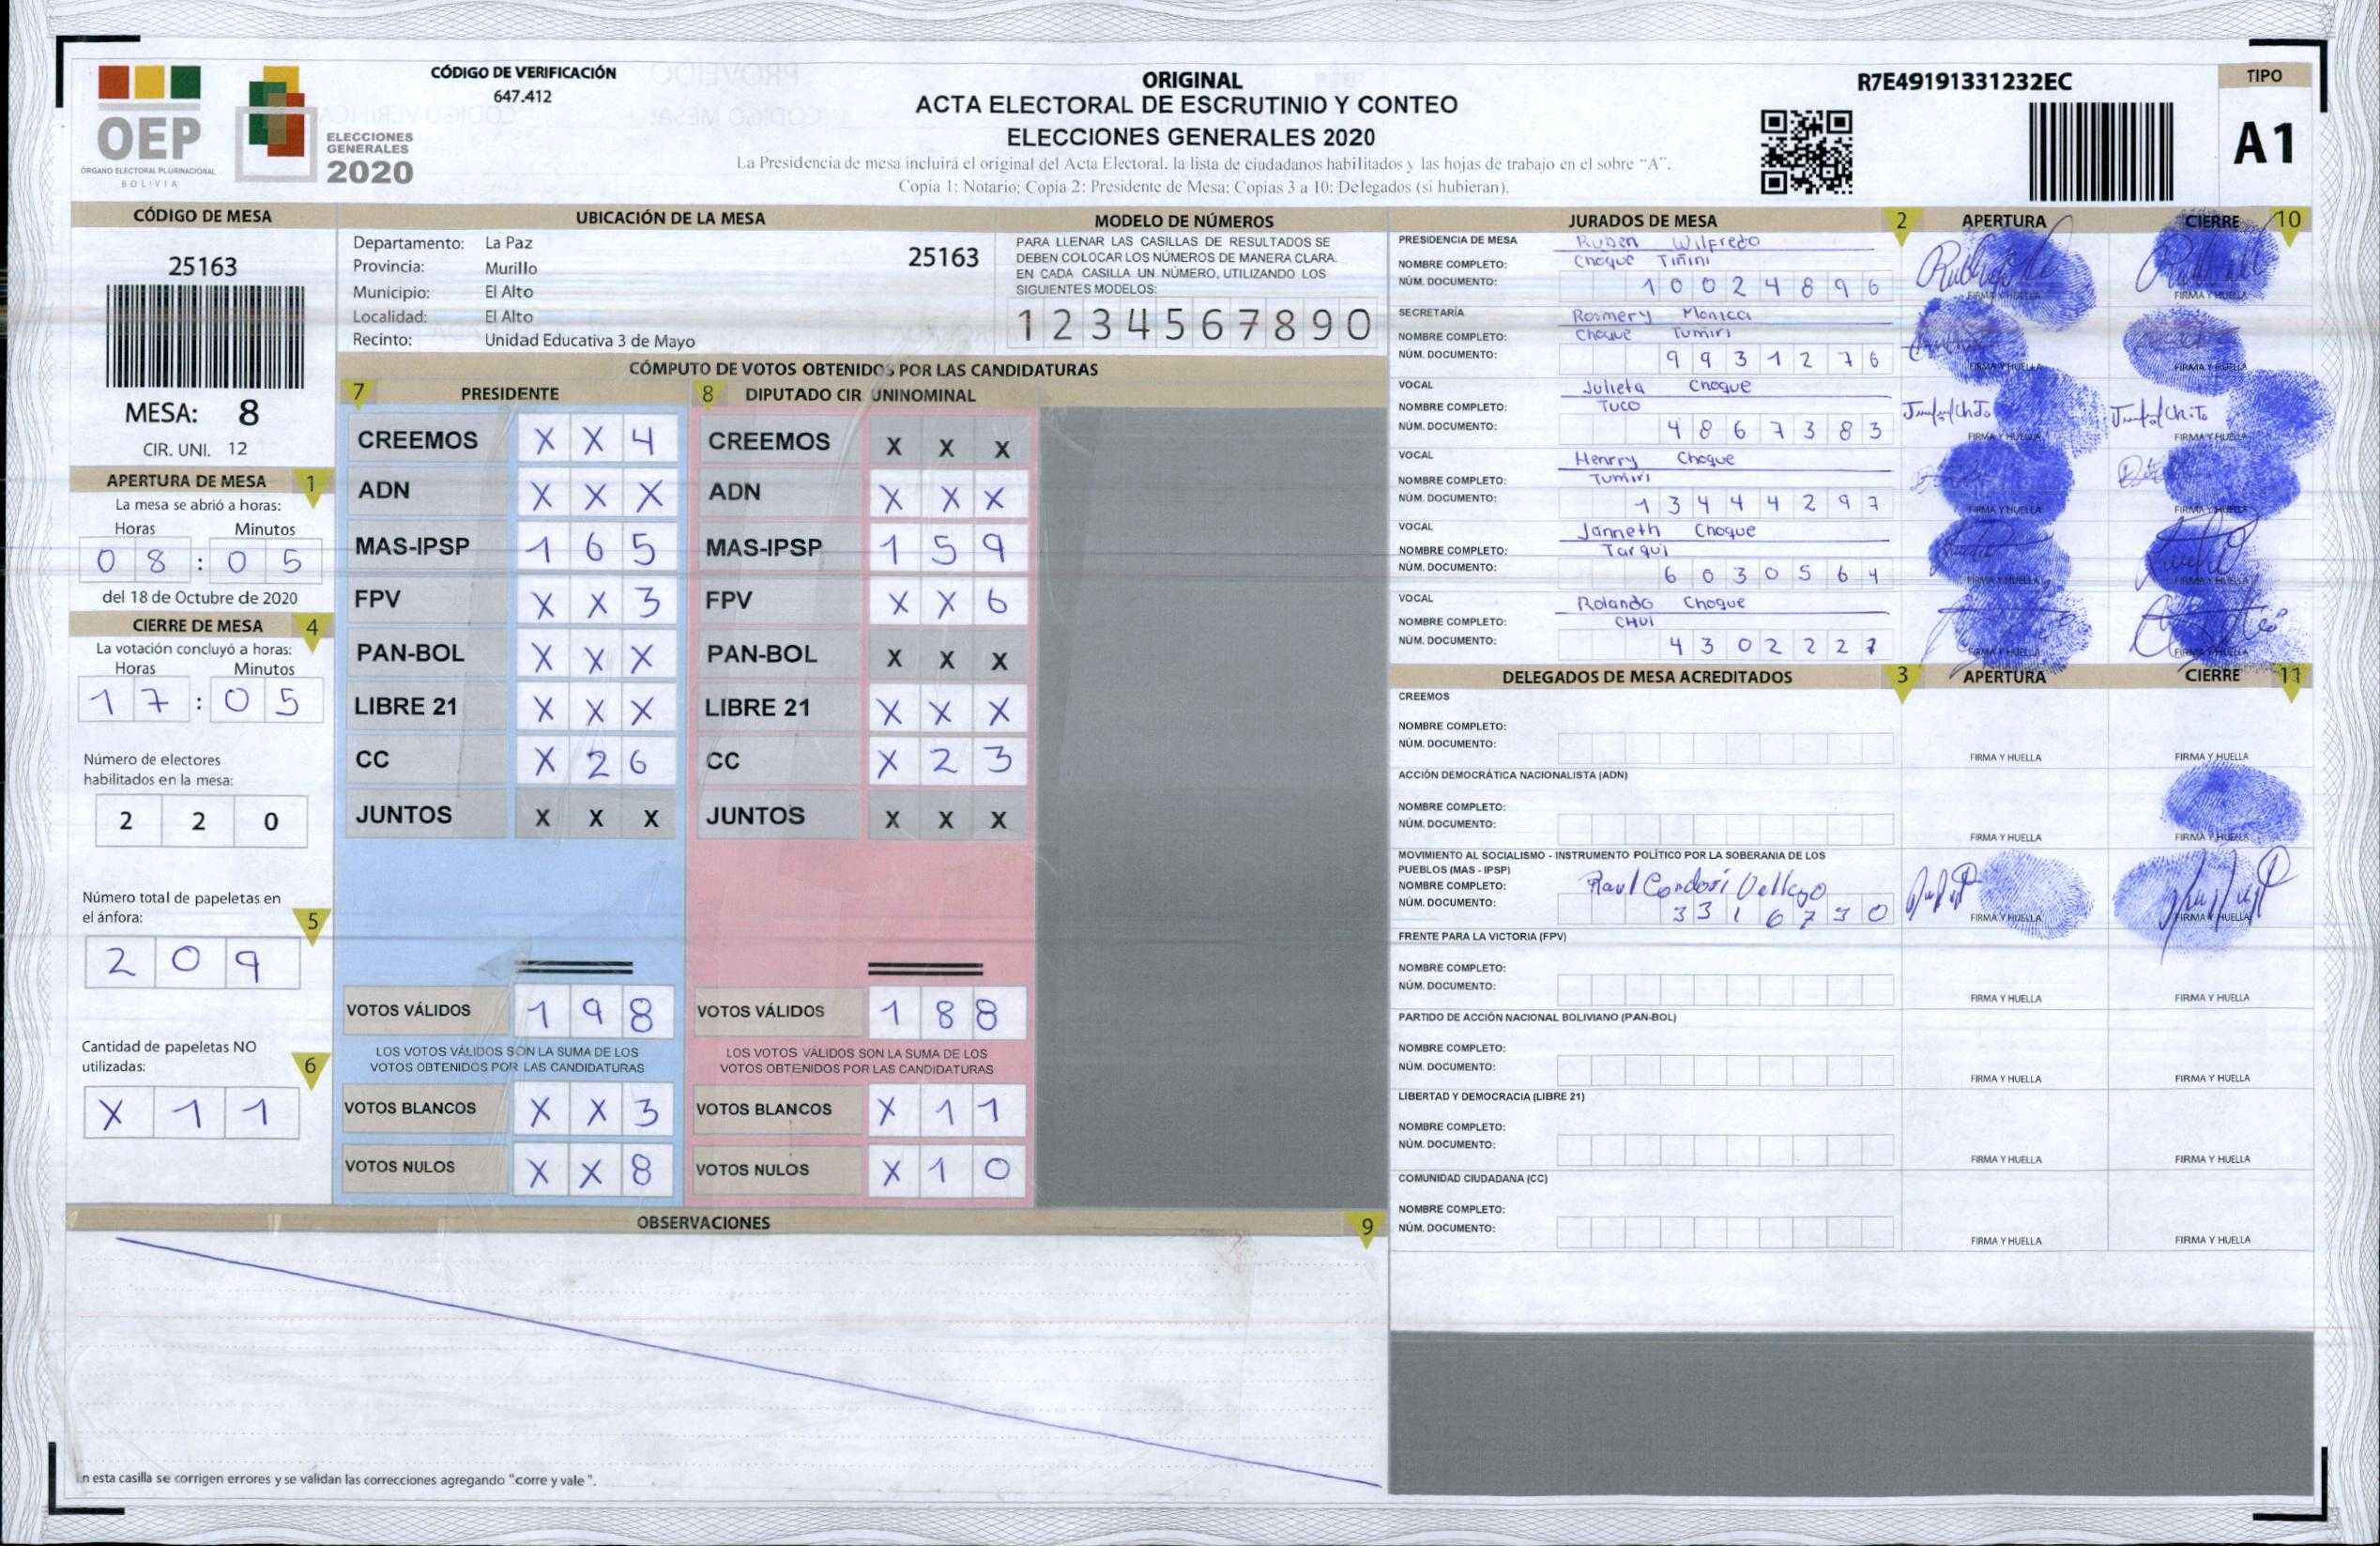 OEP
ÓRGANO ELECTORAL PLURINACIONAL
BOLIVIA
ELECCIONES
GENERALES
2020
CÓDIGO DE VERIFICACIÓN
647.412
ORIGINAL
ACTA ELECTORAL DE ESCRUTINIO Y CONTEO
ELECCIONES GENERALES 2020
La Presidencia de mesa incluirá el original del Acta Electoral, la lista de ciudadanos habilitados y las hojas de trabajo en el sobre "A".
Copia 1: Notario; Copia 2: Presidente de Mesa; Copias 3 a 10: Delegados (si hubieran).
R7E49191331232EC
TIPO
A1
CÓDIGO DE MESA
25163
MESA: 8
CIR. UNI. 12
APERTURA DE MESA 1
La mesa se abrió a horas:
Horas Minutos
08:05
del 18 de Octubre de 2020
CIERRE DE MESA 4
La votación concluyó a horas:
Horas Minutos
17:05
Número de electores
habilitados en la mesa:
2 2 0
Número total de papeletas en
el ánfora: 5
2 0 9
Cantidad de papeletas NO
utilizadas: 6
X 1 1
UBICACIÓN DE LA MESA
Departamento: La Paz
25163
Provincia: Murillo
Municipio: El Alto
Localidad: El Alto
Recinto: Unidad Educativa 3 de Mayo
MODELO DE NÚMEROS
PARA LLENAR LAS CASILLAS DE RESULTADOS SE
DEBEN COLOCAR LOS NÚMEROS DE MANERA CLARA.
EN CADA CASILLA UN NÚMERO, UTILIZANDO LOS
SIGUIENTES MODELOS:
1 2 3 4 5 6 7 8 9 0
CÓMPUTO DE VOTOS OBTENIDOS POR LAS CANDIDATURAS
7 PRESIDENTE
CREEMOS X X 4
ADN X X X
MAS-IPSP 1 6 5
FPV X X 3
PAN-BOL X X X
LIBRE 21 X X X
CC X 2 6
JUNTOS X X X
VOTOS VÁLIDOS 1 9 8
LOS VOTOS VÁLIDOS SON LA SUMA DE LOS
VOTOS OBTENIDOS POR LAS CANDIDATURAS
VOTOS BLANCOS X X 3
VOTOS NULOS X X 8
8 DIPUTADO CIR UNINOMINAL
CREEMOS X X X
ADN X X X
MAS-IPSP 1 5 9
FPV X X 6
PAN-BOL X X X
LIBRE 21 X X X
CC X 2 3
JUNTOS X X X
VOTOS VÁLIDOS 1 8 8
LOS VOTOS VÁLIDOS SON LA SUMA DE LOS
VOTOS OBTENIDOS POR LAS CANDIDATURAS
VOTOS BLANCOS X 1 1
VOTOS NULOS X 1 0
OBSERVACIONES 9
En esta casilla se corrigen errores y se validan las correcciones agregando "corre y vale ".
JURADOS DE MESA 2 APERTURA CIERRE 10
PRESIDENCIA DE MESA Ruben Wilfredo
NOMBRE COMPLETO: Choque Tiñini
NÚM. DOCUMENTO: 1 0 0 2 4 8 9 6 FIRMA Y HUELLA FIRMA Y HUELLA
SECRETARÍA Rosmery Monica
NOMBRE COMPLETO: Choque Tumiri
NÚM. DOCUMENTO: 9 9 3 1 2 7 6 FIRMA Y HUELLA FIRMA Y HUELLA
VOCAL Julieta Choque
NOMBRE COMPLETO: Tuco
NÚM. DOCUMENTO: 4 8 6 7 3 8 3 FIRMA Y HUELLA FIRMA Y HUELLA
VOCAL Henrry Choque
NOMBRE COMPLETO: Tumiri
NÚM. DOCUMENTO: 1 3 4 4 4 2 9 7 FIRMA Y HUELLA FIRMA Y HUELLA
VOCAL Janneth Choque
NOMBRE COMPLETO: Tarqui
NÚM. DOCUMENTO: 6 0 3 0 5 6 4 FIRMA Y HUELLA FIRMA Y HUELLA
VOCAL Rolando Choque
NOMBRE COMPLETO: CHUI
NÚM. DOCUMENTO: 4 3 0 2 2 2 7 FIRMA Y HUELLA FIRMA Y HUELLA
DELEGADOS DE MESA ACREDITADOS 3 APERTURA CIERRE 11
CREEMOS
NOMBRE COMPLETO:
NÚM. DOCUMENTO: FIRMA Y HUELLA FIRMA Y HUELLA
ACCIÓN DEMOCRÁTICA NACIONALISTA (ADN)
NOMBRE COMPLETO:
NÚM. DOCUMENTO: FIRMA Y HUELLA FIRMA Y HUELLA
MOVIMIENTO AL SOCIALISMO - INSTRUMENTO POLÍTICO POR LA SOBERANIA DE LOS
PUEBLOS (MAS - IPSP)
NOMBRE COMPLETO: Raul Condori
NÚM. DOCUMENTO: FIRMA Y HUELLA FIRMA Y HUELLA
FRENTE PARA LA VICTORIA (FPV)
NOMBRE COMPLETO:
NÚM. DOCUMENTO: FIRMA Y HUELLA FIRMA Y HUELLA
PARTIDO DE ACCIÓN NACIONAL BOLIVIANO (PAN-BOL)
NOMBRE COMPLETO:
NÚM. DOCUMENTO: FIRMA Y HUELLA FIRMA Y HUELLA
LIBERTAD Y DEMOCRACIA (LIBRE 21)
NOMBRE COMPLETO:
NÚM. DOCUMENTO: FIRMA Y HUELLA FIRMA Y HUELLA
COMUNIDAD CIUDADANA (CC)
NOMBRE COMPLETO:
NÚM. DOCUMENTO: FIRMA Y HUELLA FIRMA Y HUELLA